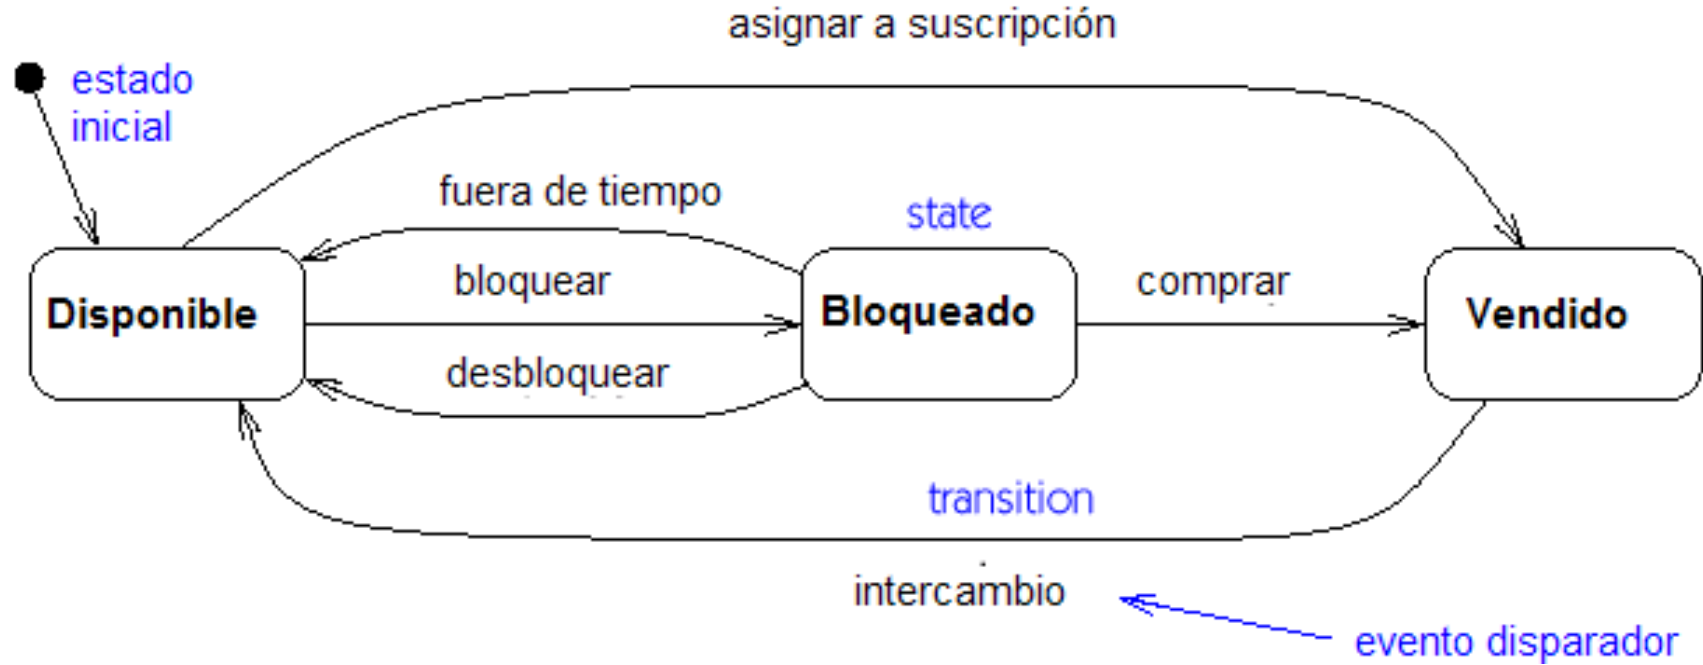 asignar a suscripción
estado
inicial
fuera de tiempo
state
bloquear
comprar
Disponible
Bloqueado
Vendido
desbloquear
transition
intercambio
evento disparador